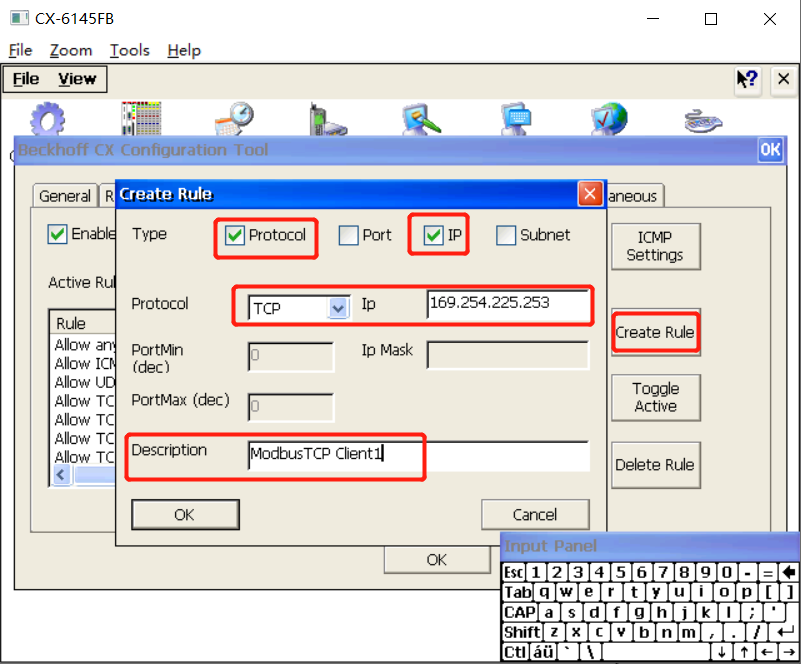 CX-6145FB
File Zoom Tools Help
File View
Beckhoff CX Configuration Tool OK
General R Create Rule aneous
Enable Type Protocol Port IP Subnet ICMP Settings
Active Rul
Protocol TCP Ip 169.254.225.253
Rule
Create Rule
Allow any
PortMin (dec) 0 Ip Mask
Allow ICM
Allow UD
Toggle Active
Allow TC
PortMax (dec) 0
Allow TC
Allow TC
Description ModbusTCP Client1
Allow TC
Delete Rule
OK Cancel
OK
Input Panel
Esc 1 2 3 4 5 6 7 8 9 0 - =
Tab q w e r t y u i o p [ ]
CAP a s d f g h j k l ; '
Shift z x c v b n m , . /
Ctl áü ` \